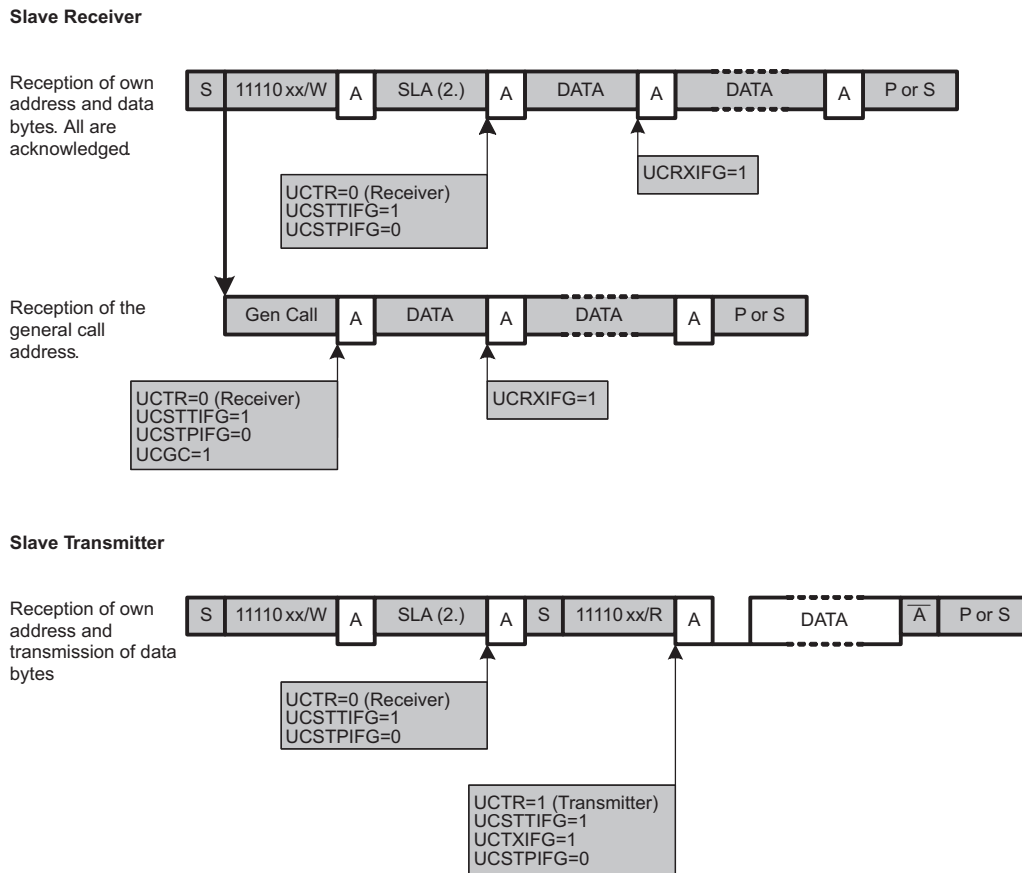 Slave Receiver
Reception of own
address and data
bytes. All are
acknowledged.
S 11110 xx/W A SLA (2.) A DATA A DATA A P or S
UCTR=0 (Receiver)
UCSTTIFG=1
UCSTPIFG=0
UCRXIFG=1
Reception of the
general call
address.
Gen Call A DATA A DATA A P or S
UCTR=0 (Receiver)
UCSTTIFG=1
UCSTPIFG=0
UCGC=1
UCRXIFG=1
Slave Transmitter
Reception of own
address and
transmission of data
bytes
S 11110 xx/W A SLA (2.) A S 11110 xx/R A DATA A̅ P or S
UCTR=0 (Receiver)
UCSTTIFG=1
UCSTPIFG=0
UCTR=1 (Transmitter)
UCSTTIFG=1
UCTXIFG=1
UCSTPIFG=0